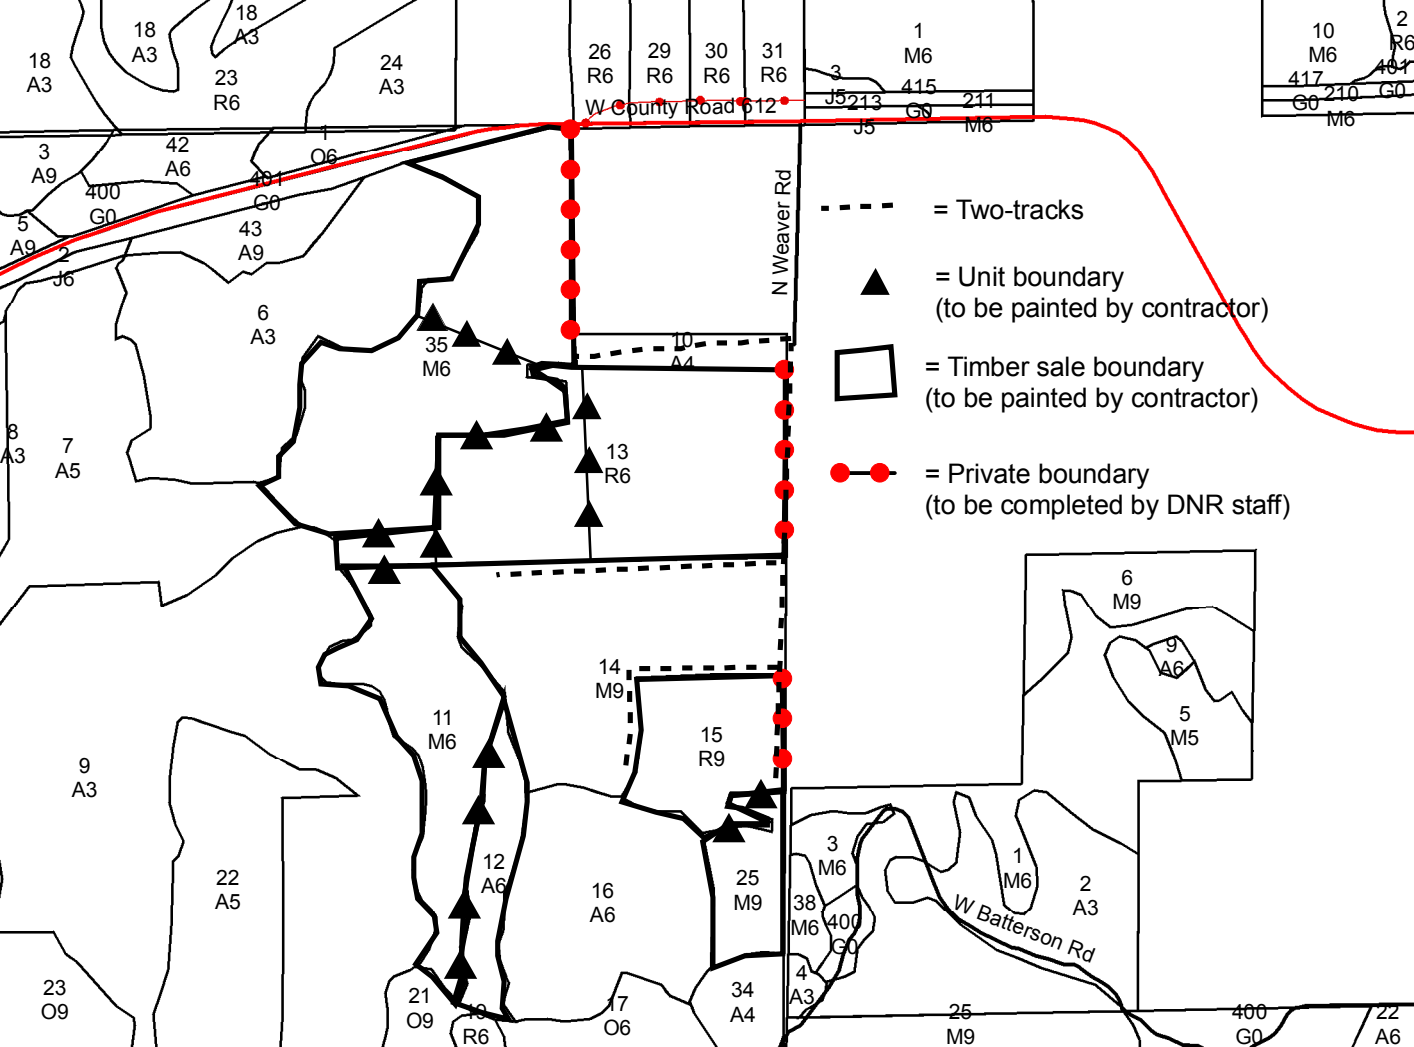 18
A3
18
A3
18
A3
23
R6
24
A3
26
R6
29
R6
30
R6
31
R6
1
M6
3
J5
415
G0
213
J5
211
M6
10
M6
2
R6
401
G0
417
G0
210
M6
W County Road 612
3
A9
42
A6
1
O6
400
G0
401
G0
5
A9
2
J6
43
A9
N Weaver Rd
= Two-tracks
= Unit boundary
(to be painted by contractor)
= Timber sale boundary
(to be painted by contractor)
= Private boundary
(to be completed by DNR staff)
6
A3
35
M6
10
A4
8
A3
7
A5
13
R6
6
M9
9
A6
5
M5
14
M9
11
M6
15
R9
9
A3
12
A6
22
A5
16
A6
25
M9
3
M6
38
M6
400
G0
4
A3
1
M6
2
A3
W Batterson Rd
23
O9
21
O9
19
R6
17
O6
34
A4
25
M9
400
G0
22
A6